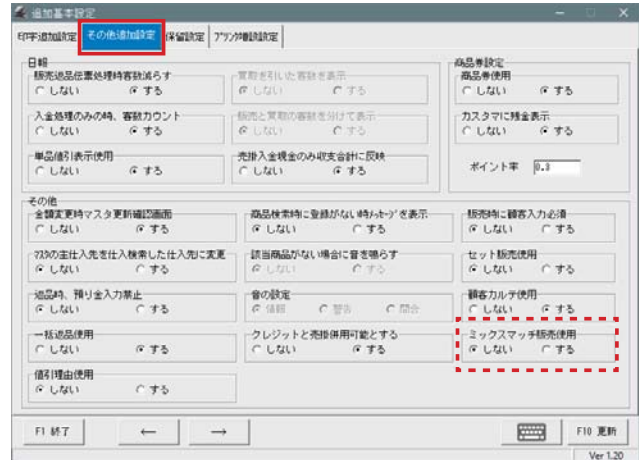 追加基本設定
印字追加設定 その他追加設定 保留設定 プリンタ増設設定
日報
販売返品伝票処理時客数減らす
しない する
買取を引いた客数を表示
しない する
入金処理のみの時、客数カウント
しない する
販売と買取の客数を分けて表示
しない する
単品値引表示使用
しない する
売掛入金現金のみ収支合計に反映
しない する
商品券設定
商品券使用
しない する
カスタマに残金表示
しない する
ポイント率 0.3
その他
金額変更時マスタ更新確認画面
しない する
商品検索時に登録がない時メッセージを表示
しない する
販売時に顧客入力必須
しない する
マスタの主仕入先を仕入検索した仕入先に変更
しない する
該当商品がない場合に音を鳴らす
しない する
セット販売使用
しない する
返品時、預り金入力禁止
しない する
音の設定
値引 警告 問合
顧客カルテ使用
しない する
一括返品使用
しない する
クレジットと売掛併用可能とする
しない する
ミックスマッチ販売使用
しない する
値引理由使用
しない する
F1 終了 ← → F10 更新
Ver 1.20